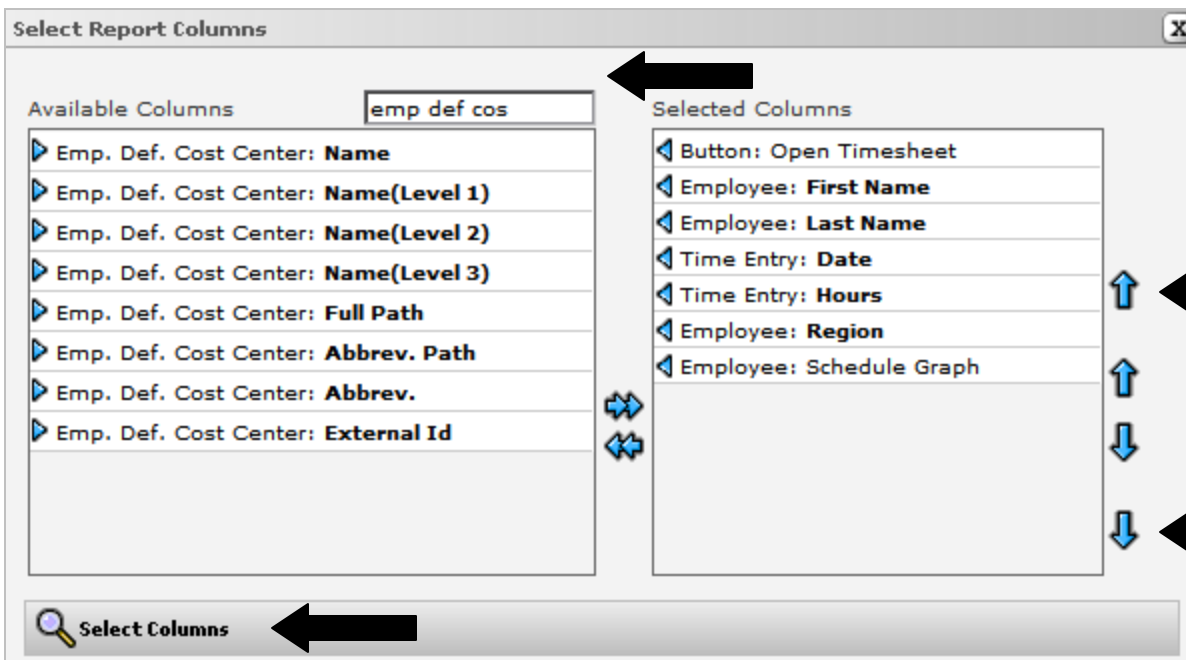 Select Report Columns
X
Available Columns
emp def cos
Emp. Def. Cost Center: Name
Emp. Def. Cost Center: Name(Level 1)
Emp. Def. Cost Center: Name(Level 2)
Emp. Def. Cost Center: Name(Level 3)
Emp. Def. Cost Center: Full Path
Emp. Def. Cost Center: Abbrev. Path
Emp. Def. Cost Center: Abbrev.
Emp. Def. Cost Center: External Id
Selected Columns
Button: Open Timesheet
Employee: First Name
Employee: Last Name
Time Entry: Date
Time Entry: Hours
Employee: Region
Employee: Schedule Graph
Select Columns